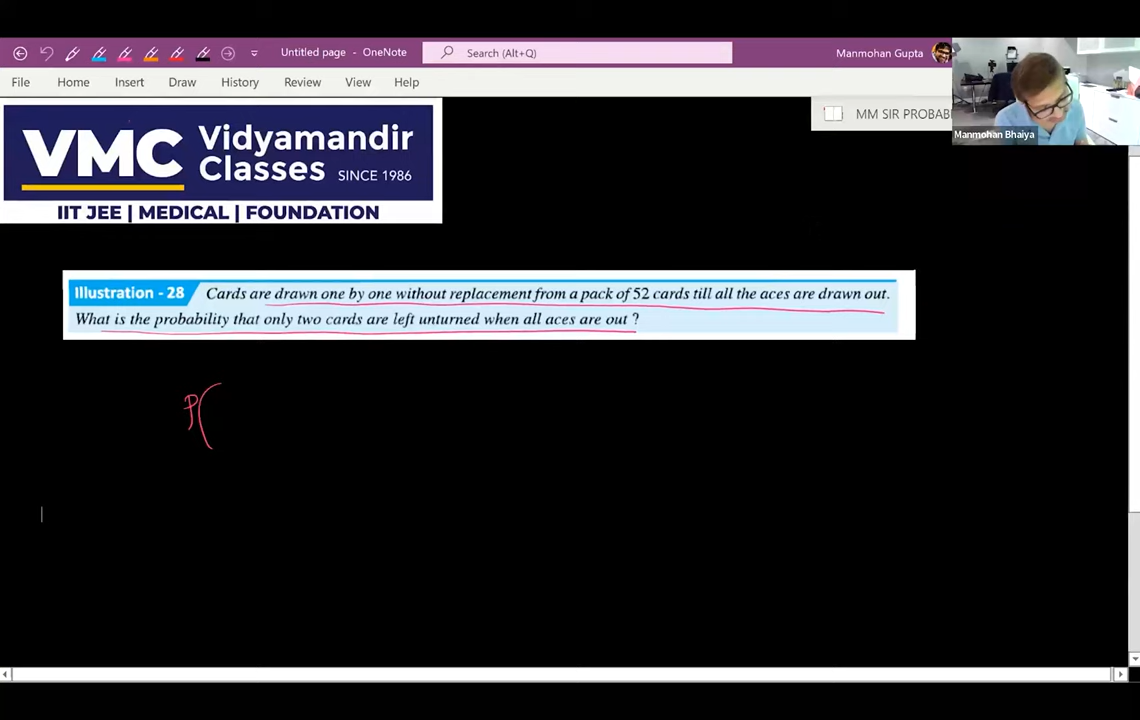 Untitled page - OneNote
Search (Alt+Q)
Manmohan Gupta
File Home Insert Draw History Review View Help
MM SIR PROBABI
Manmohan Bhaiya
VMC Vidyamandir
Classes SINCE 1986
IIT JEE | MEDICAL | FOUNDATION
Illustration - 28 Cards are drawn one by one without replacement from a pack of 52 cards till all the aces are drawn out.
What is the probability that only two cards are left unturned when all aces are out ?
P(